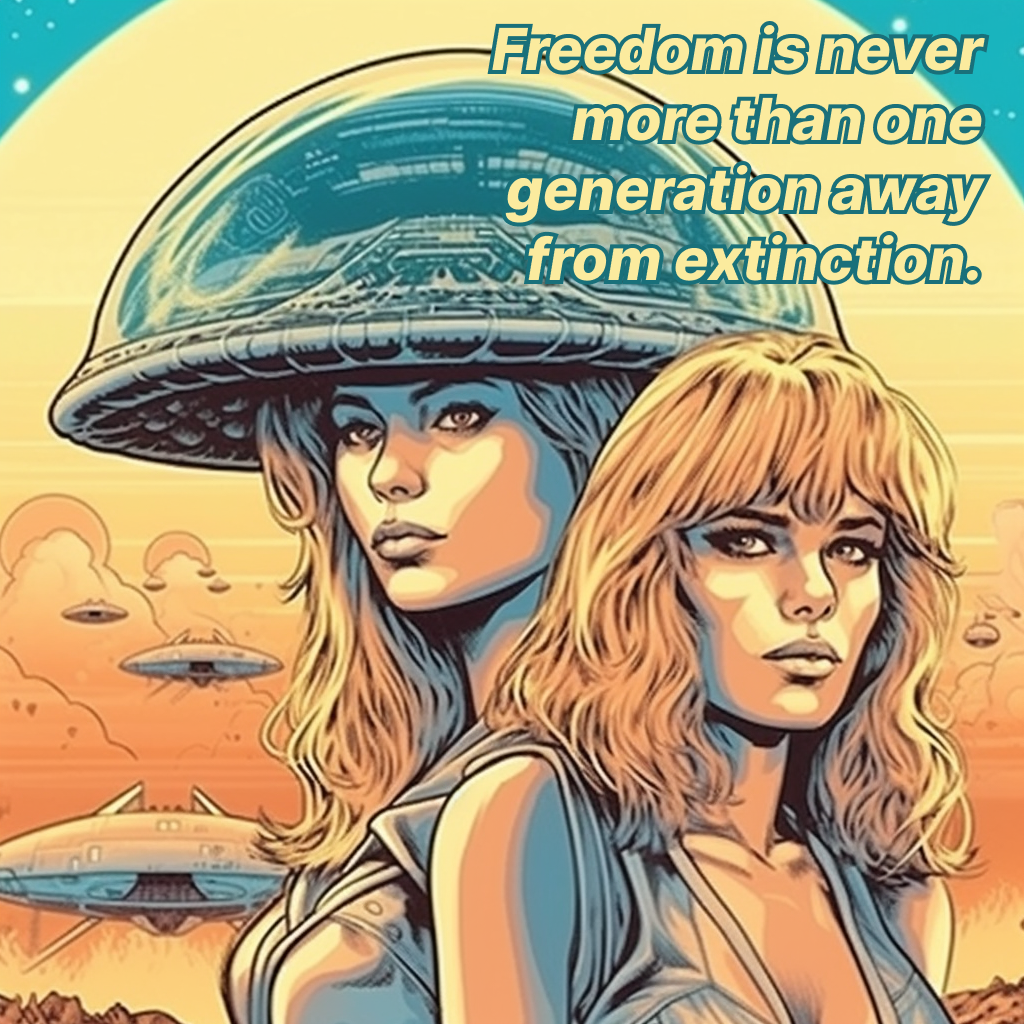 Freedom is never
more than one
generation away
from extinction.